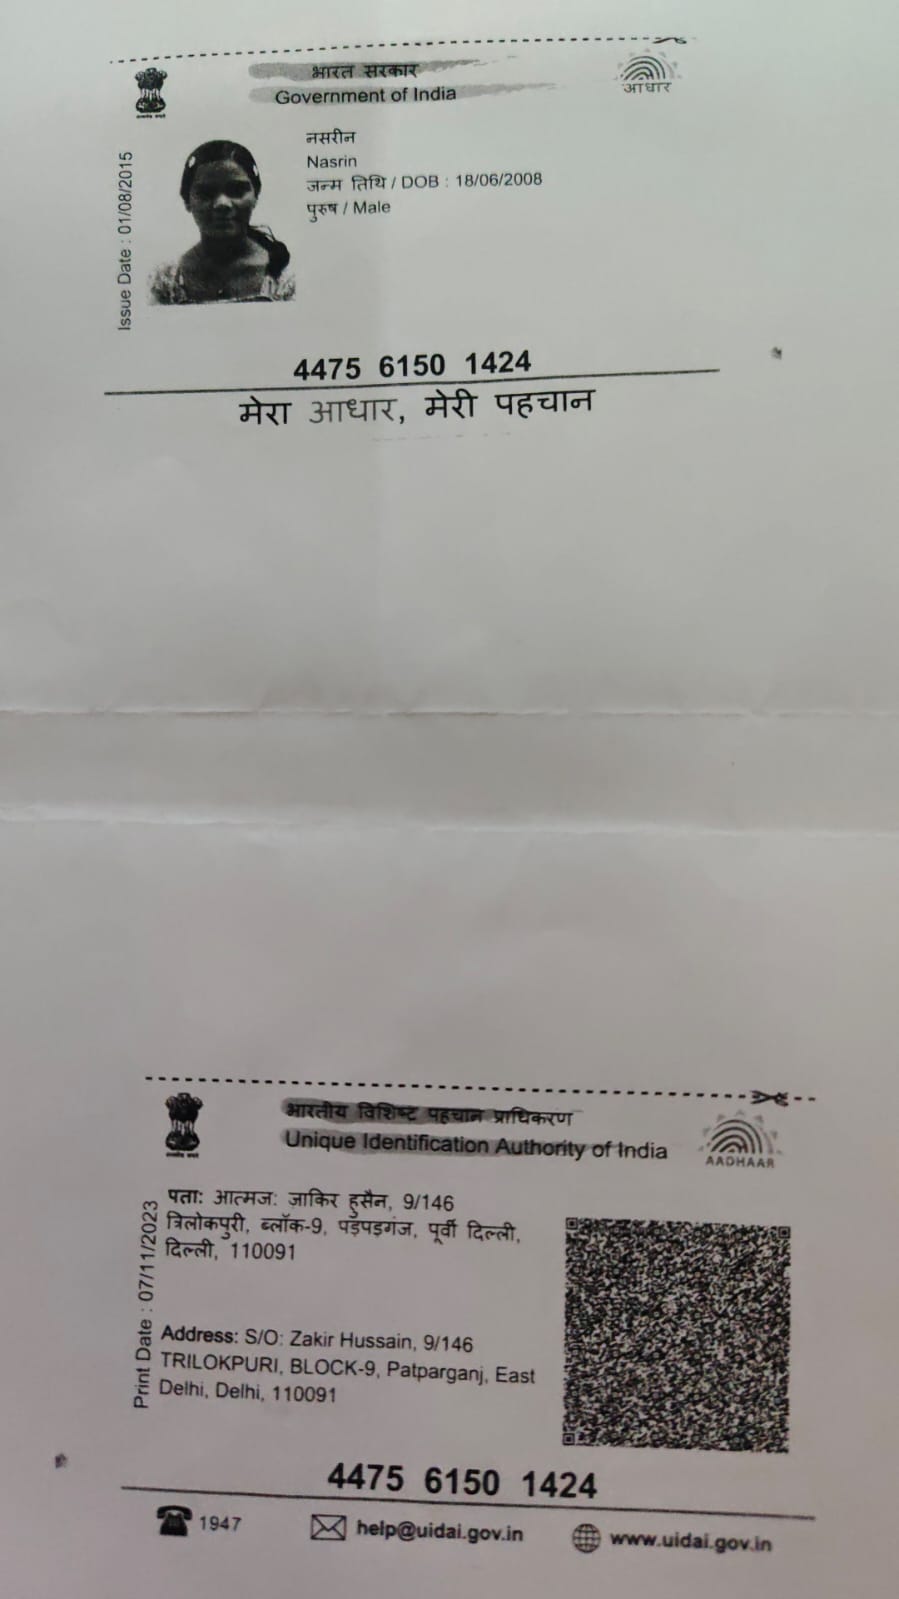 भारत सरकार
Government of India
आधार
Issue Date : 01/08/2015
नसरीन
Nasrin
जन्म तिथि / DOB : 18/06/2008
पुरुष / Male
4475 6150 1424
मेरा आधार, मेरी पहचान
भारतीय विशिष्ट पहचान प्राधिकरण
Unique Identification Authority of India
AADHAAR
Print Date : 07/11/2023
पता: आत्मज: ज़ाकिर हुसैन, 9/146
त्रिलोकपुरी, ब्लॉक-9, पड़पड़गंज, पूर्वी दिल्ली,
दिल्ली, 110091
Address: S/O: Zakir Hussain, 9/146
TRILOKPURI, BLOCK-9, Patparganj, East
Delhi, Delhi, 110091
4475 6150 1424
1947
help@uidai.gov.in
www.uidai.gov.in